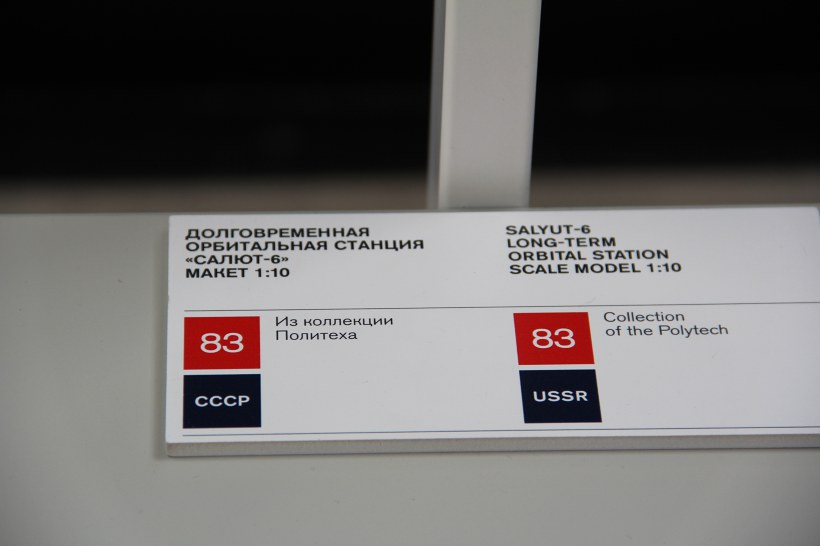 ДОЛГОВРЕМЕННАЯ
ОРБИТАЛЬНАЯ СТАНЦИЯ
«САЛЮТ-6»
МАКЕТ 1:10
83
Из коллекции
Политеха
СССР
SALYUT-6
LONG-TERM
ORBITAL STATION
SCALE MODEL 1:10
83
Collection
of the Polytech
USSR